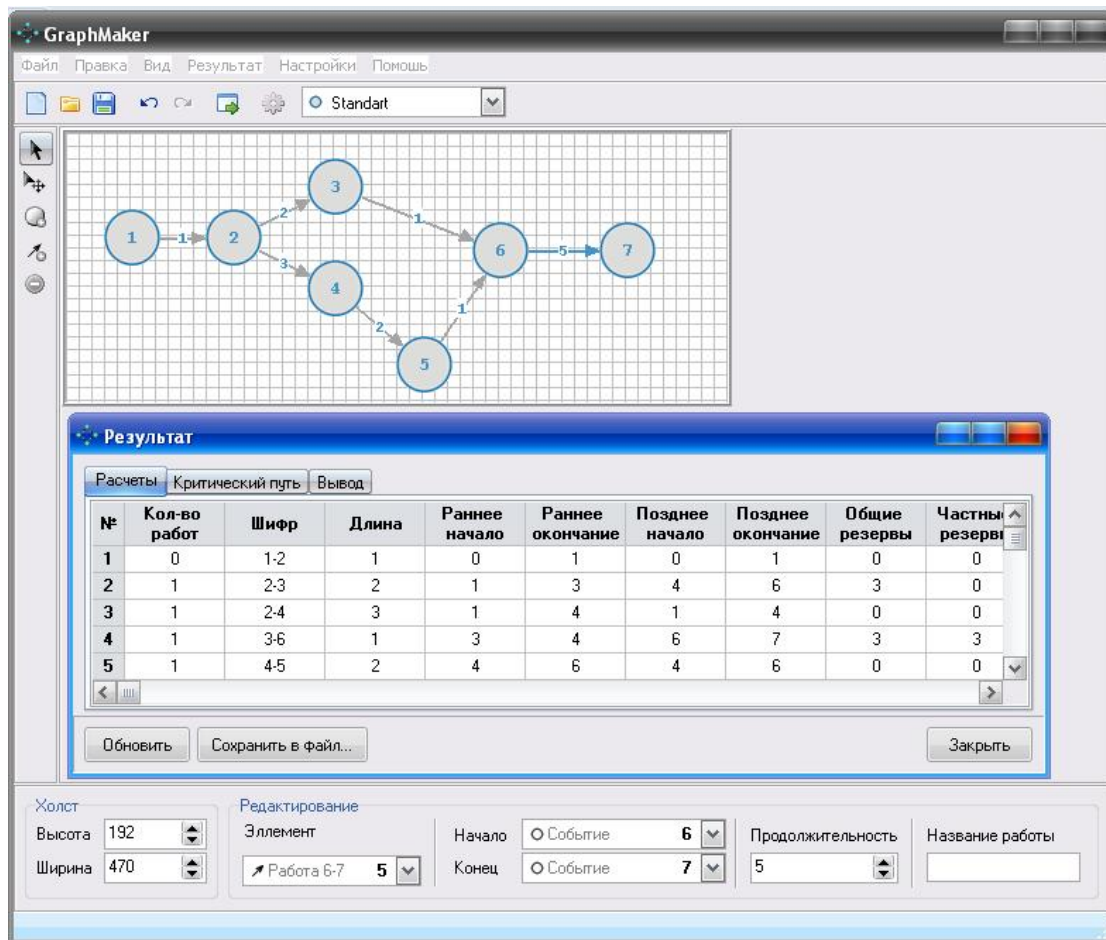 GraphMaker
Файл Правка Вид Результат Настройки Помошь
Standart
3
2
1
1
1
2
6
5
7
3
4
2
1
5
Результат
Расчеты Критический путь Вывод
№ Кол-во работ Шифр Длина Раннее начало Раннее окончание Позднее начало Позднее окончание Общие резервы Частны резервы
1 0 1-2 1 0 1 0 1 0 0
2 1 2-3 2 1 3 4 6 3 0
3 1 2-4 3 1 4 1 4 0 0
4 1 3-6 1 3 4 6 7 3 3
5 1 4-5 2 4 6 4 6 0 0
Обновить Сохранить в файл... Закрыть
Холст Редактирование
Высота 192 Эллемент Начало Событие 6 Продолжительность Название работы
Ширина 470 Работа 6-7 5 Конец Событие 7 5